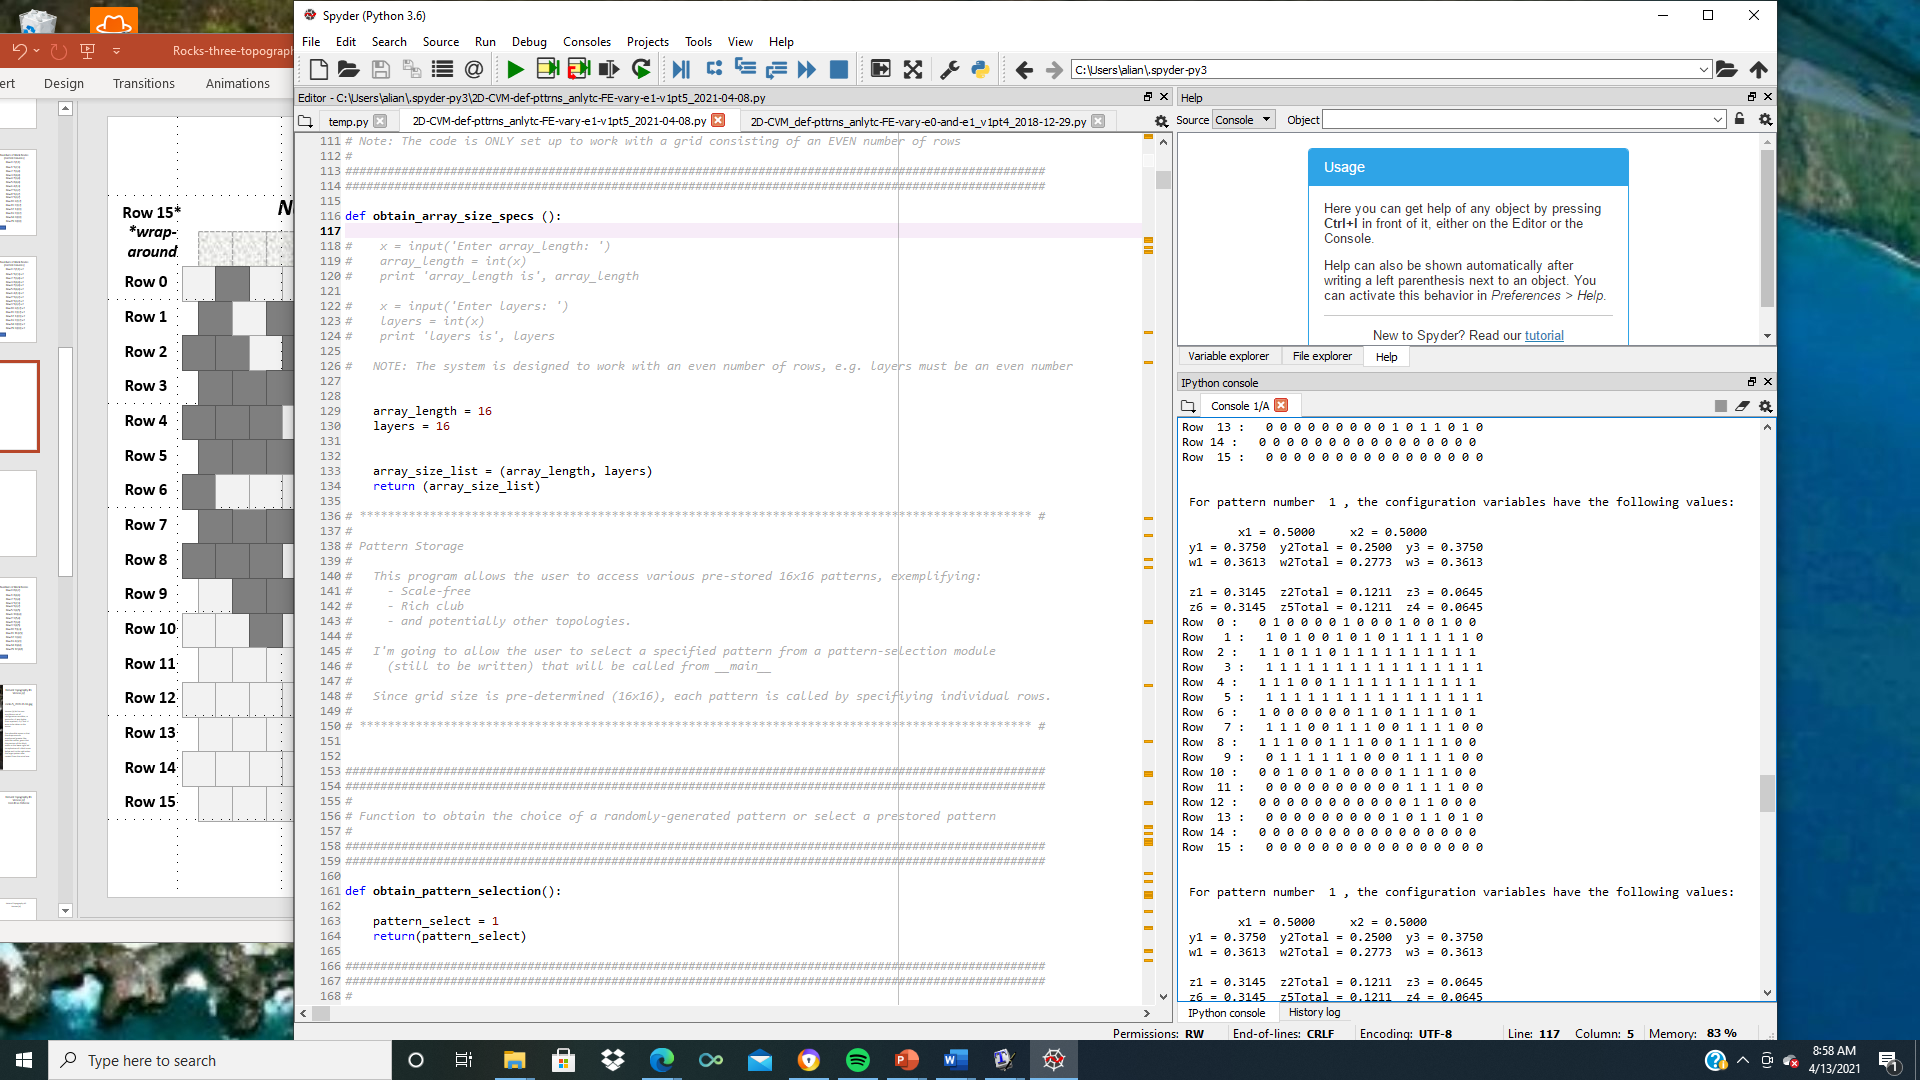 Rocks-three-topograph
ert Design Transitions Animations
N
Row 15*
*wrap-
around
Row 0
Row 1
Row 2
Row 3
Row 4
Row 5
Row 6
Row 7
Row 8
Row 9
Row 10
Row 11
Row 12
Row 13
Row 14
Row 15
Spyder (Python 3.6)
File Edit Search Source Run Debug Consoles Projects Tools View Help
C:\Users\alian\.spyder-py3
Editor - C:\Users\alian\.spyder-py3\2D-CVM-def-pttrns_anlytc-FE-vary-e1-v1pt5_2021-04-08.py
temp.py 2D-CVM-def-pttrns_anlytc-FE-vary-e1-v1pt5_2021-04-08.py 2D-CVM_def-pttrns_anlytc-FE-vary-e0-and-e1_v1pt4_2018-12-29.py
111 # Note: The code is ONLY set up to work with a grid consisting of an EVEN number of rows
112 #
113 ####################################################################################################
114 ####################################################################################################
115
116 def obtain_array_size_specs ():
117
118 #    x = input('Enter array_length: ')
119 #    array_length = int(x)
120 #    print 'array_length is', array_length
121
122 #    x = input('Enter layers: ')
123 #    layers = int(x)
124 #    print 'layers is', layers
125
126 #   NOTE: The system is designed to work with an even number of rows, e.g. layers must be an even number
127
128
129     array_length = 16
130     layers = 16
131
132
133     array_size_list = (array_length, layers)
134     return (array_size_list)
135
136 # ************************************************************************************************ #
137 #
138 # Pattern Storage
139 #
140 #   This program allows the user to access various pre-stored 16x16 patterns, exemplifying:
141 #     - Scale-free
142 #     - Rich club
143 #     - and potentially other topologies.
144 #
145 #   I'm going to allow the user to select a specified pattern from a pattern-selection module
146 #     (still to be written) that will be called from __main__
147 #
148 #   Since grid size is pre-determined (16x16), each pattern is called by specifiying individual rows.
149 #
150 # ************************************************************************************************ #
151
152
153 ####################################################################################################
154 ####################################################################################################
155 #
156 # Function to obtain the choice of a randomly-generated pattern or select a prestored pattern
157 #
158 ####################################################################################################
159 ####################################################################################################
160
161 def obtain_pattern_selection():
162
163     pattern_select = 1
164     return(pattern_select)
165
166 ####################################################################################################
167 ####################################################################################################
168 #
Help
Source Console Object
Usage
Here you can get help of any object by pressing
Ctrl+I in front of it, either on the Editor or the
Console.
Help can also be shown automatically after
writing a left parenthesis next to an object. You
can activate this behavior in Preferences > Help.
New to Spyder? Read our tutorial
Variable explorer File explorer Help
IPython console
Console 1/A
Row  13 :   0 0 0 0 0 0 0 0 0 1 0 1 1 0 1 0
Row 14 :   0 0 0 0 0 0 0 0 0 0 0 0 0 0 0 0
Row  15 :   0 0 0 0 0 0 0 0 0 0 0 0 0 0 0 0
For pattern number  1 , the configuration variables have the following values:
x1 = 0.5000     x2 = 0.5000
y1 = 0.3750  y2Total = 0.2500  y3 = 0.3750
w1 = 0.3613  w2Total = 0.2773  w3 = 0.3613
z1 = 0.3145  z2Total = 0.1211  z3 = 0.0645
z6 = 0.3145  z5Total = 0.1211  z4 = 0.0645
Row  0 :   0 1 0 0 0 0 1 0 0 0 1 0 0 1 0 0
Row   1 :   1 0 1 0 0 1 0 1 0 1 1 1 1 1 1 0
Row  2 :   1 1 0 1 1 0 1 1 1 1 1 1 1 1 1 1
Row   3 :   1 1 1 1 1 1 1 1 1 1 1 1 1 1 1 1
Row  4 :   1 1 1 0 0 1 1 1 1 1 1 1 1 1 1 1
Row   5 :   1 1 1 1 1 1 1 1 1 1 1 1 1 1 1 1
Row  6 :   1 0 0 0 0 0 0 1 1 0 1 1 1 1 0 1
Row   7 :   1 1 1 0 0 1 1 1 0 0 1 1 1 1 0 0
Row  8 :   1 1 1 0 0 1 1 1 0 0 1 1 1 1 0 0
Row   9 :   0 1 1 1 1 1 1 1 0 0 0 1 1 1 1 0 0
Row 10 :   0 0 1 0 0 1 0 0 0 0 1 1 1 1 0 0
Row  11 :   0 0 0 0 0 0 0 0 0 0 1 1 1 1 0 0
Row 12 :   0 0 0 0 0 0 0 0 0 0 0 1 1 0 0 0
Row  13 :   0 0 0 0 0 0 0 0 0 1 0 1 1 0 1 0
Row 14 :   0 0 0 0 0 0 0 0 0 0 0 0 0 0 0 0
Row  15 :   0 0 0 0 0 0 0 0 0 0 0 0 0 0 0 0
For pattern number  1 , the configuration variables have the following values:
x1 = 0.5000     x2 = 0.5000
y1 = 0.3750  y2Total = 0.2500  y3 = 0.3750
w1 = 0.3613  w2Total = 0.2773  w3 = 0.3613
z1 = 0.3145  z2Total = 0.1211  z3 = 0.0645
z6 = 0.3145  z5Total = 0.1211  z4 = 0.0645
IPython console History log
Permissions: RW End-of-lines: CRLF Encoding: UTF-8 Line: 117 Column: 5 Memory: 83 %
Type here to search
8:58 AM
4/13/2021
1